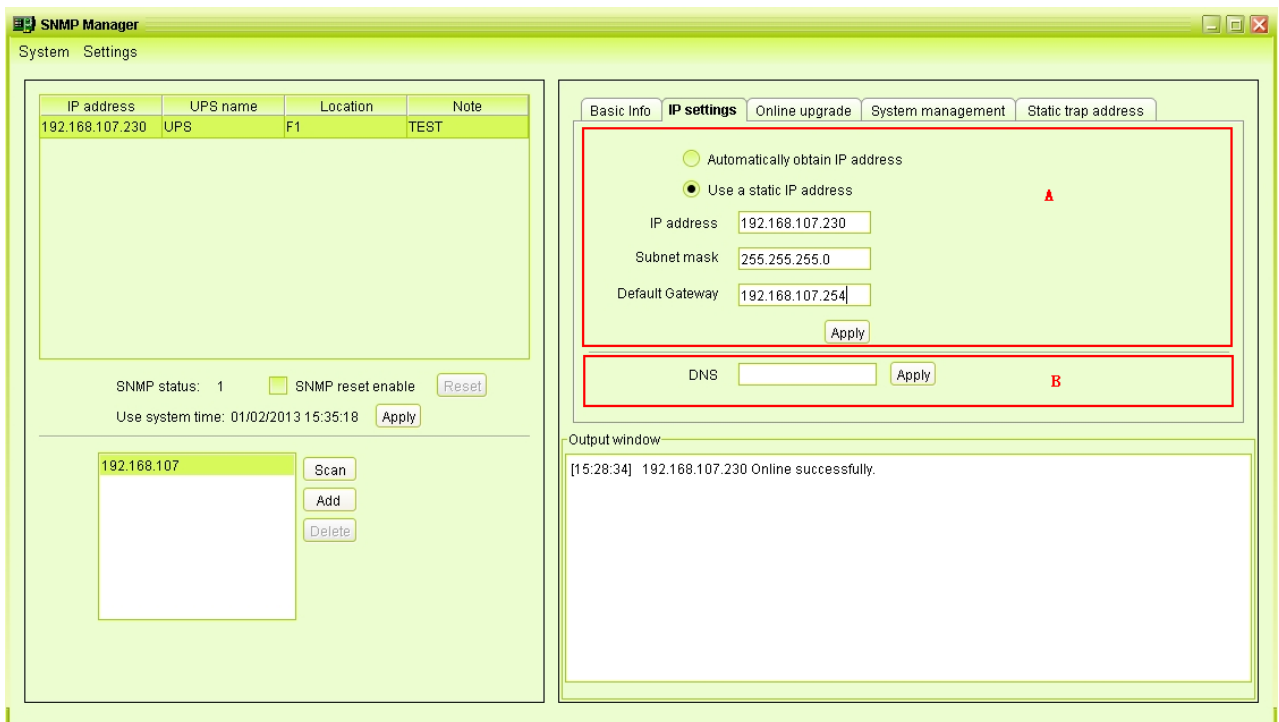 SNMP Manager
System Settings
IP address UPS name Location Note
192.168.107.230 UPS F1 TEST
SNMP status: 1 SNMP reset enable Reset
Use system time: 01/02/2013 15:35:18 Apply
192.168.107
Scan
Add
Delete
Basic Info IP settings Online upgrade System management Static trap address
Automatically obtain IP address
Use a static IP address
A
IP address 192.168.107.230
Subnet mask 255.255.255.0
Default Gateway 192.168.107.254
Apply
DNS Apply
B
Output window
[15:28:34] 192.168.107.230 Online successfully.